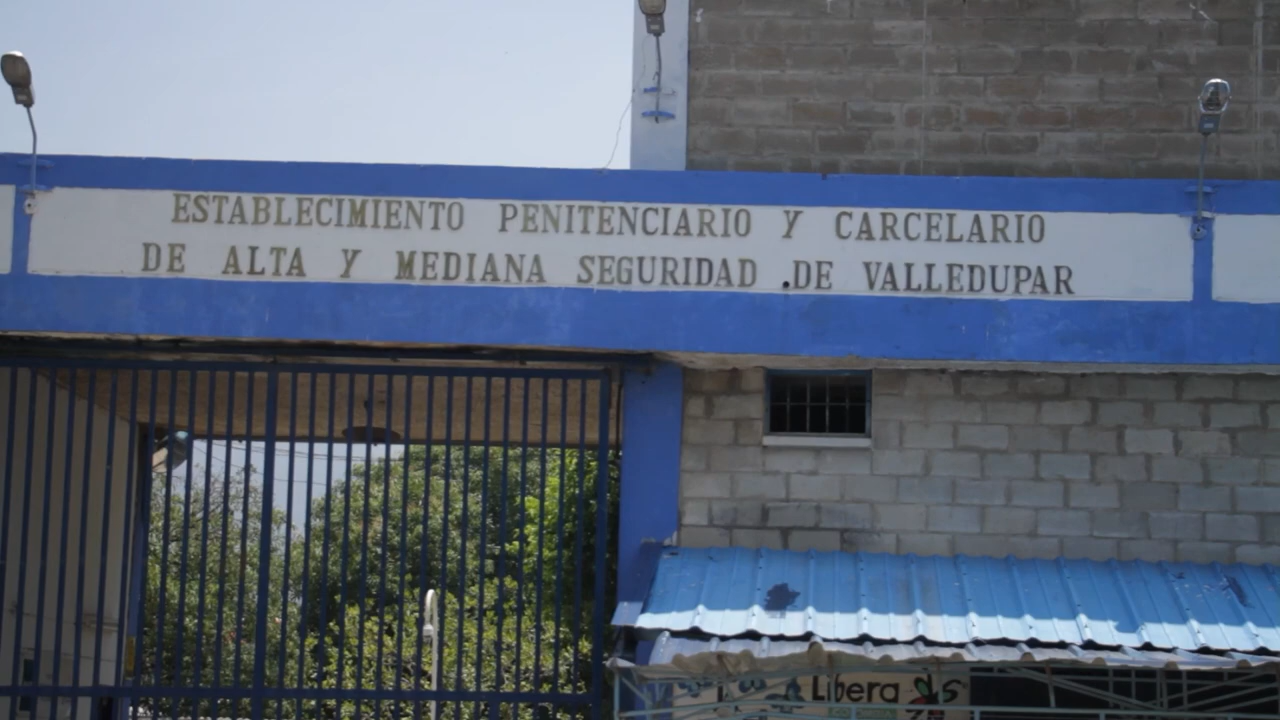 ESTABLECIMIENTO PENITENCIARIO Y CARCELARIO
DE ALTA Y MEDIANA SEGURIDAD DE VALLEDUPAR
Libera